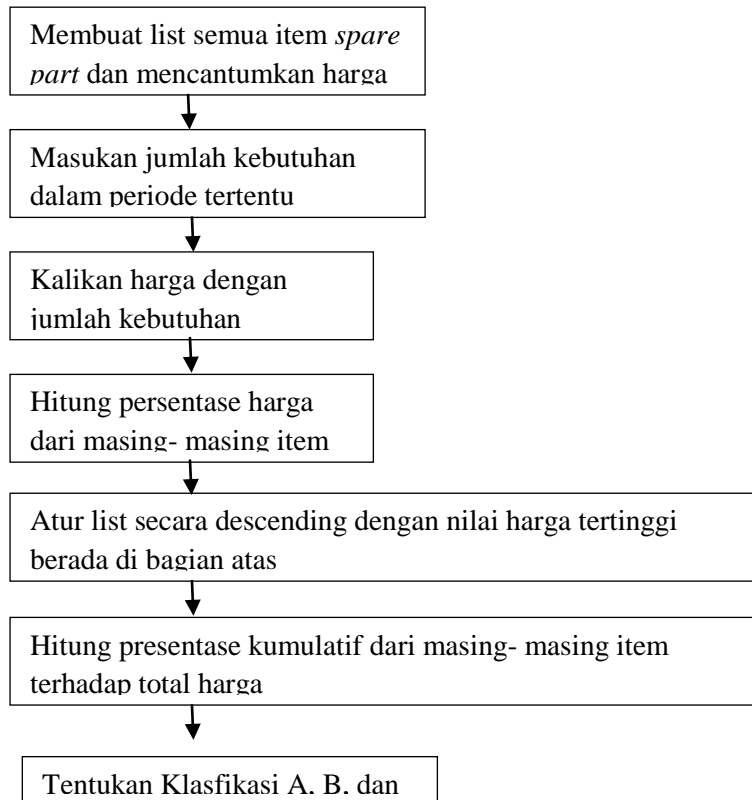 Membuat list semua item spare
part dan mencantumkan harga
Masukan jumlah kebutuhan
dalam periode tertentu
Kalikan harga dengan
jumlah kebutuhan
Hitung persentase harga
dari masing- masing item
Atur list secara descending dengan nilai harga tertinggi
berada di bagian atas
Hitung presentase kumulatif dari masing- masing item
terhadap total harga
Tentukan Klasfikasi A, B, dan